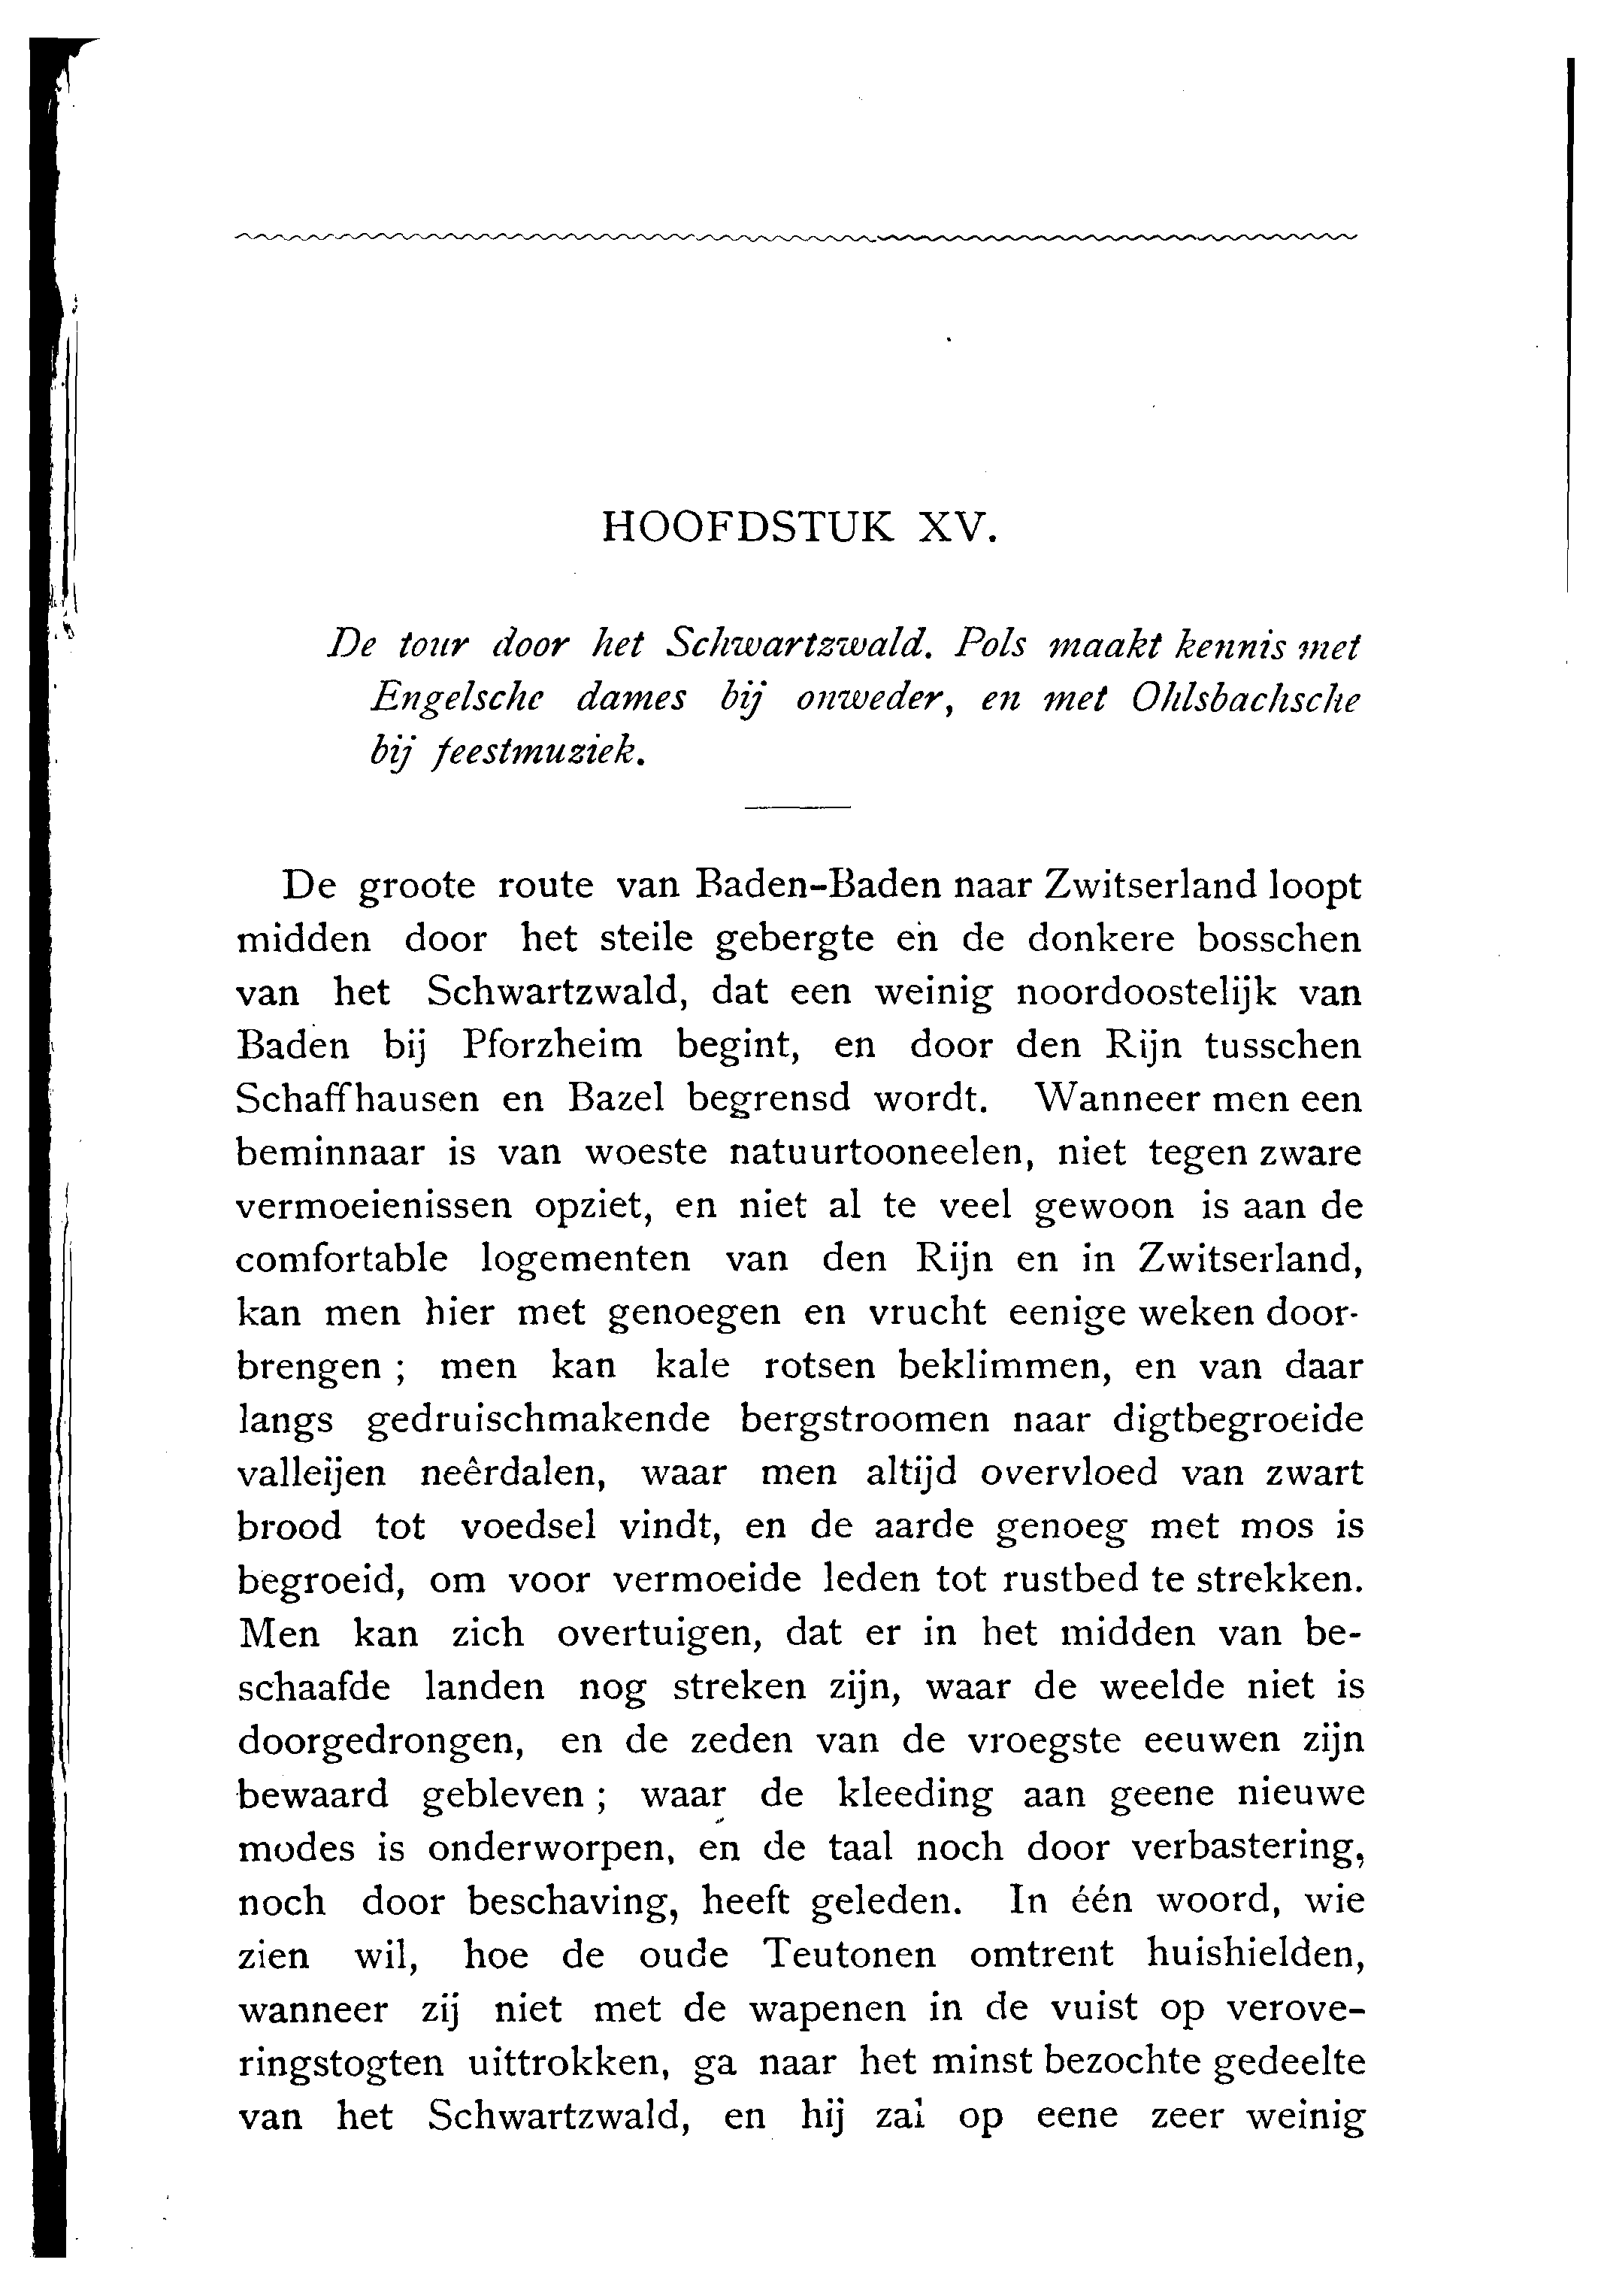 HOOFDSTUK XV.
De tour door het Schwartzwald. Pols maakt kennis met
Engelsche dames bij onweder, en met Ohlsbachsche
bij feestmuziek.
De groote route van Baden-Baden naar Zwitserland loopt
midden door het steile gebergte en de donkere bosschen
van het Schwartzwald, dat een weinig noordoostelijk van
Baden bij Pforzheim begint, en door den Rijn tusschen
Schaffhausen en Bazel begrensd wordt. Wanneer men een
beminnaar is van woeste natuurtooneelen, niet tegen zware
vermoeienissen opziet, en niet al te veel gewoon is aan de
comfortable logementen van den Rijn en in Zwitserland,
kan men hier met genoegen en vrucht eenige weken door-
brengen ; men kan kale rotsen beklimmen, en van daar
langs gedruischmakende bergstroomen naar digtbegroeide
valleijen neêrdalen, waar men altijd overvloed van zwart
brood tot voedsel vindt, en de aarde genoeg met mos is
begroeid, om voor vermoeide leden tot rustbed te strekken.
Men kan zich overtuigen, dat er in het midden van be-
schaafde landen nog streken zijn, waar de weelde niet is
doorgedrongen, en de zeden van de vroegste eeuwen zijn
bewaard gebleven ; waar de kleeding aan geene nieuwe
modes is onderworpen, en de taal noch door verbastering,
noch door beschaving, heeft geleden. In één woord, wie
zien wil, hoe de oude Teutonen omtrent huishielden,
wanneer zij niet met de wapenen in de vuist op verove-
ringstogten uittrokken, ga naar het minst bezochte gedeelte
van het Schwartzwald, en hij zal op eene zeer weinig